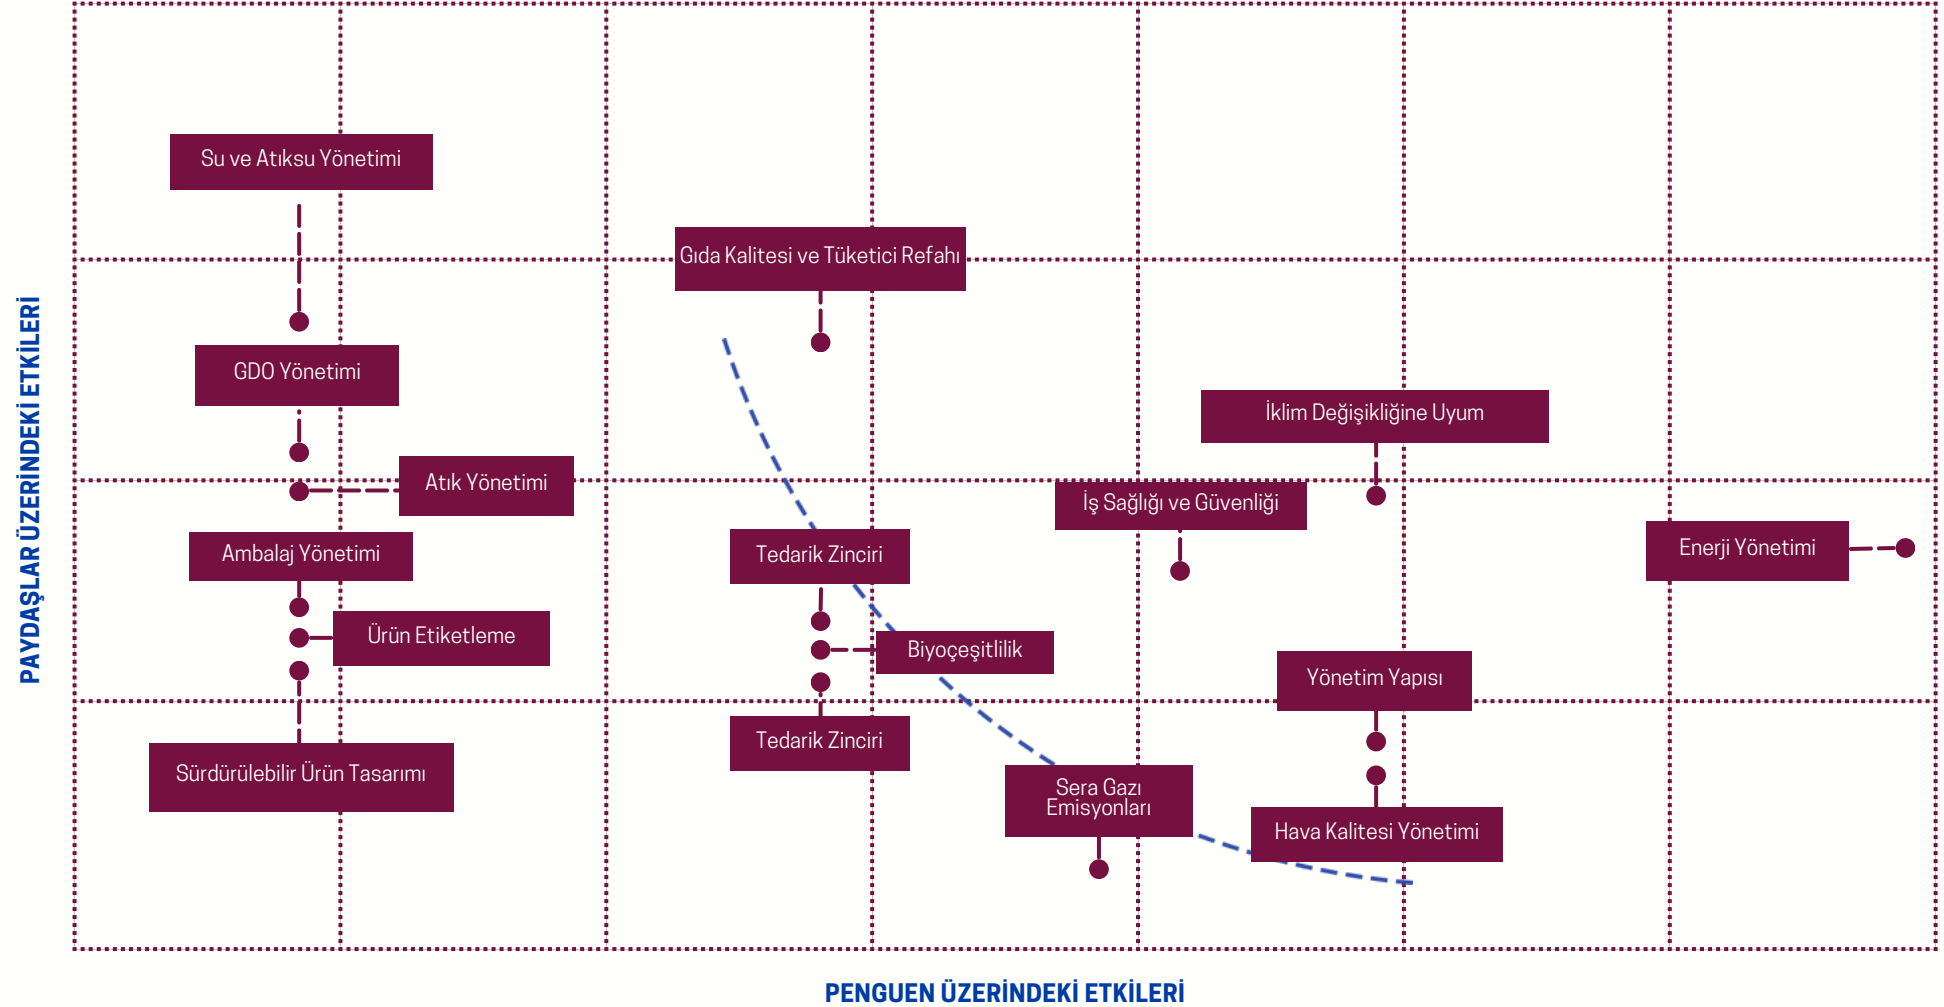 Su ve Atıksu Yönetimi
Gıda Kalitesi ve Tüketici Refahı
GDO Yönetimi
İklim Değişikliğine Uyum
Atık Yönetimi
İş Sağlığı ve Güvenliği
Ambalaj Yönetimi
Tedarik Zinciri
Enerji Yönetimi
Ürün Etiketleme
Biyoçeşitlilik
Yönetim Yapısı
Tedarik Zinciri
Sürdürülebilir Ürün Tasarımı
Sera Gazı
Emisyonları
Hava Kalitesi Yönetimi
PAYDAŞLAR ÜZERİNDEKİ ETKİLERİ
PENGUEN ÜZERİNDEKİ ETKİLERİ